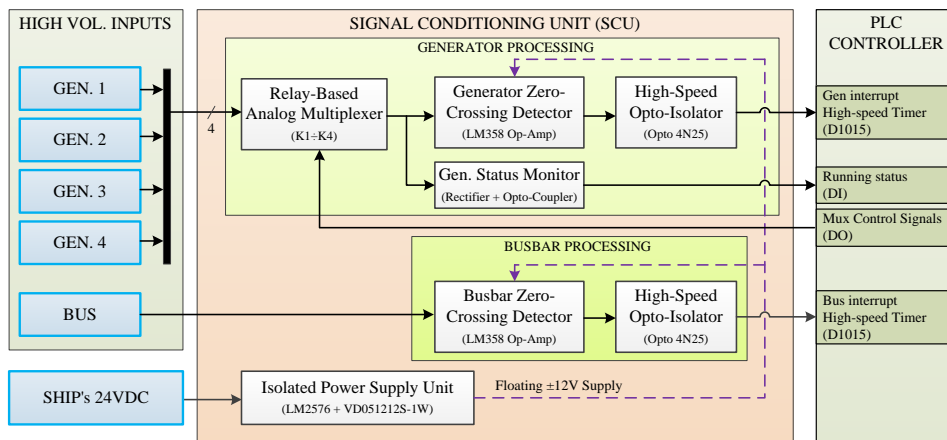 HIGH VOL. INPUTS
GEN. 1
GEN. 2
GEN. 3
GEN. 4
BUS
SHIP's 24VDC
4
SIGNAL CONDITIONING UNIT (SCU)
GENERATOR PROCESSING
Relay-Based
Analog Multiplexer
(K1÷K4)
Generator Zero-
Crossing Detector
(LM358 Op-Amp)
High-Speed
Opto-Isolator
(Opto 4N25)
Gen. Status Monitor
(Rectifier + Opto-Coupler)
BUSBAR PROCESSING
Busbar Zero-
Crossing Detector
(LM358 Op-Amp)
High-Speed
Opto-Isolator
(Opto 4N25)
Isolated Power Supply Unit
(LM2576 + VD051212S-1W)
Floating ±12V Supply
PLC
CONTROLLER
Gen interrupt
High-speed Timer
(D1015)
Running status
(DI)
Mux Control Signals
(DO)
Bus interrupt
High-speed Timer
(D1015)